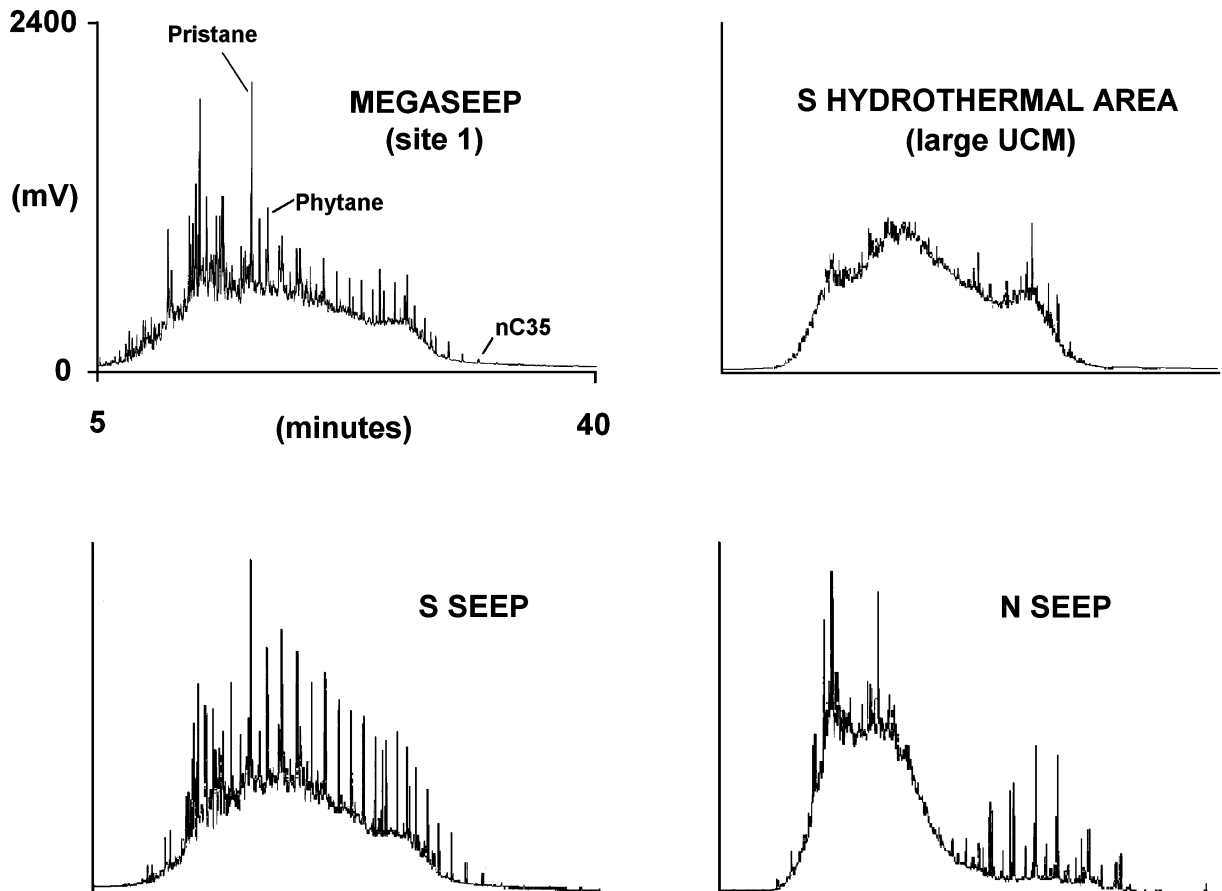 2400
Pristane
MEGASEEP
(site 1)
(mV)
Phytane
nC35
0
5
(minutes)
40
S HYDROTHERMAL AREA
(large UCM)
S SEEP
N SEEP